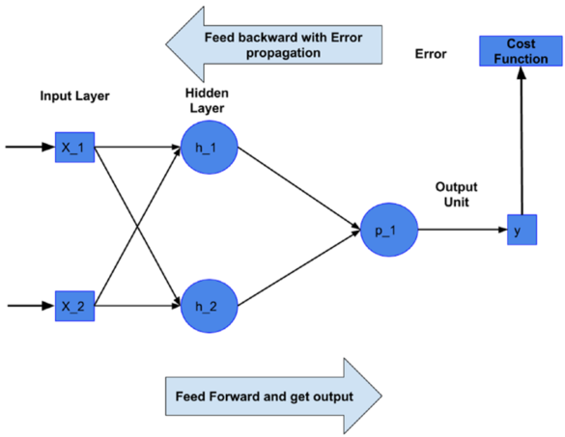 Feed backward with Error
propagation
Error
Cost
Function
Input Layer
Hidden
Layer
X_1
h_1
Output
Unit
p_1
y
X_2
h_2
Feed Forward and get output